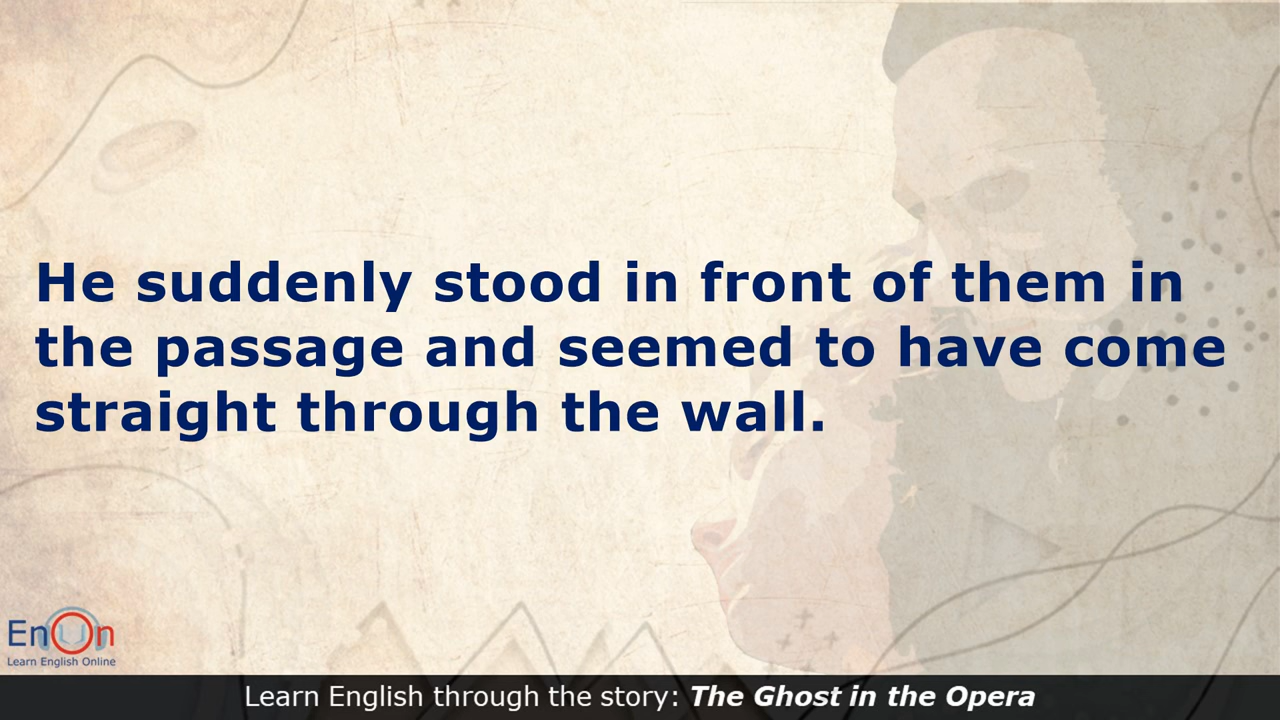 He suddenly stood in front of them in
the passage and seemed to have come
straight through the wall.
EnOn
Learn English Online
Learn English through the story: The Ghost in the Opera